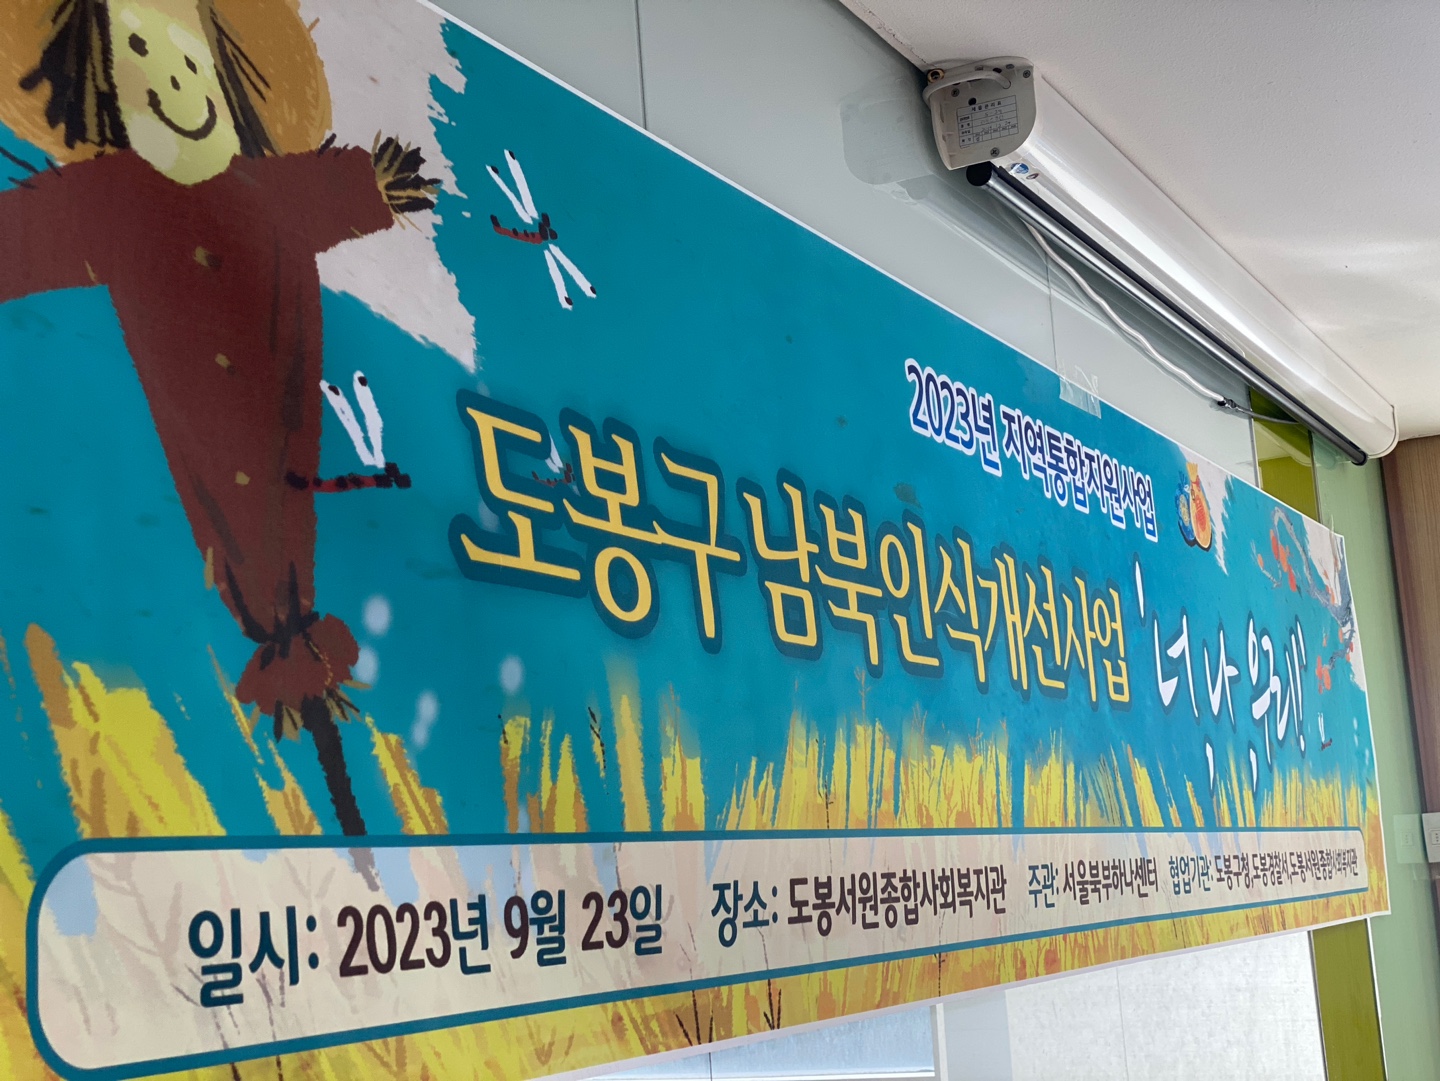 2023년 지역통합지원사업
도봉구 남북인식개선사업 '너 나 우리!'
일시: 2023년 9월 23일 장소: 도봉서원종합사회복지관 주관: 서울북부하나센터 협업기관: 도봉구청,도봉경찰서,도봉서원종합사회복지관